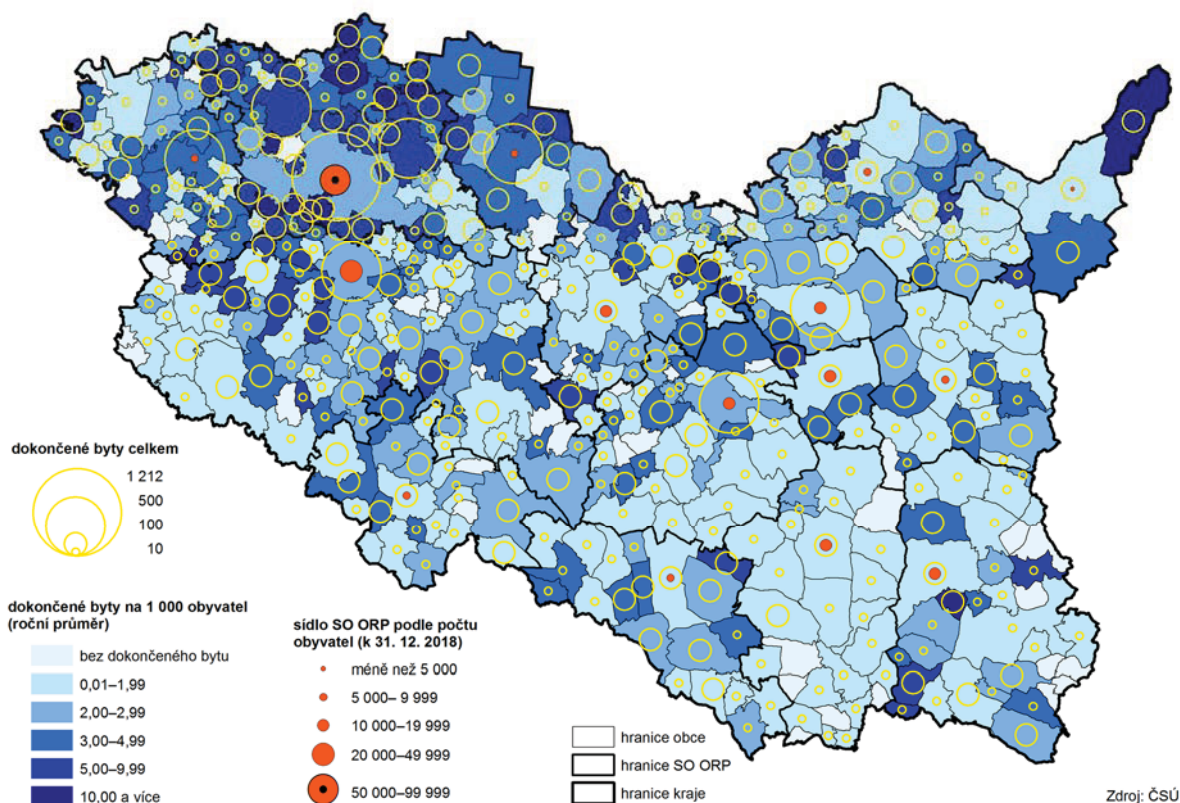 dokončené byty celkem
1 212
500
100
10
dokončené byty na 1 000 obyvatel
(roční průměr)
bez dokončeného bytu
0,01–1,99
2,00–2,99
3,00–4,99
5,00–9,99
10,00 a více
sídlo SO ORP podle počtu
obyvatel (k 31. 12. 2018)
méně než 5 000
5 000– 9 999
10 000–19 999
20 000–49 999
50 000–99 999
hranice obce
hranice SO ORP
hranice kraje
Zdroj: ČSÚ